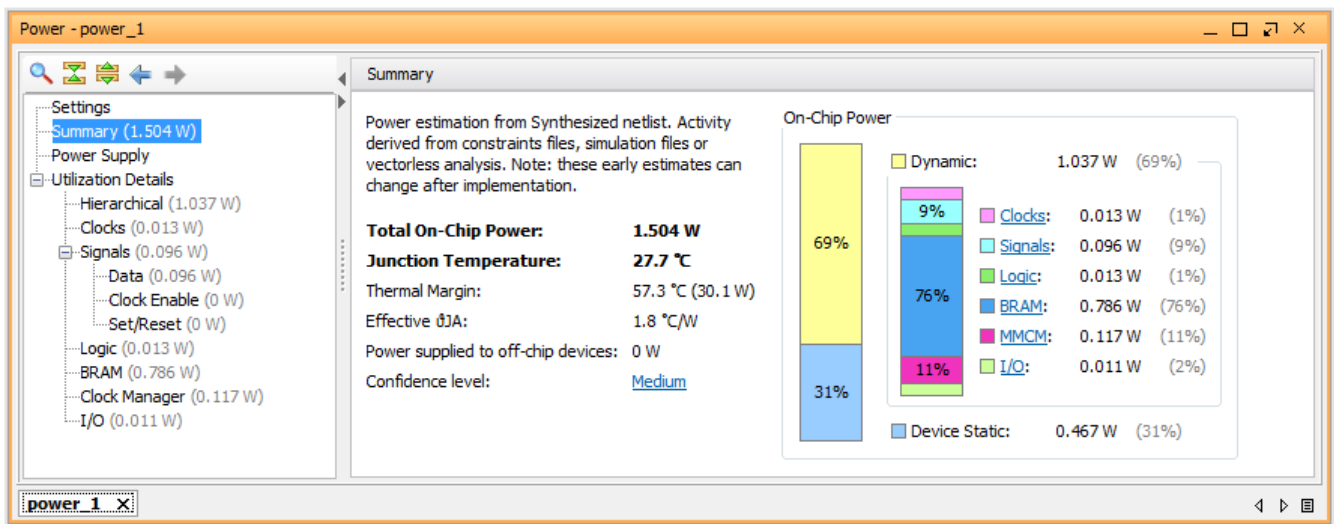 Power - power_1
Settings
Summary (1.504 W)
Power Supply
Utilization Details
Hierarchical (1.037 W)
Clocks (0.013 W)
Signals (0.096 W)
Data (0.096 W)
Clock Enable (0 W)
Set/Reset (0 W)
Logic (0.013 W)
BRAM (0.786 W)
Clock Manager (0.117 W)
I/O (0.011 W)
Summary
Power estimation from Synthesized netlist. Activity
derived from constraints files, simulation files or
vectorless analysis. Note: these early estimates can
change after implementation.
Total On-Chip Power: 1.504 W
Junction Temperature: 27.7 °C
Thermal Margin: 57.3 °C (30.1 W)
Effective ϑJA: 1.8 °C/W
Power supplied to off-chip devices: 0 W
Confidence level: Medium
On-Chip Power
69%
31%
Dynamic: 1.037 W (69%)
9%
76%
11%
Clocks: 0.013 W (1%)
Signals: 0.096 W (9%)
Logic: 0.013 W (1%)
BRAM: 0.786 W (76%)
MMCM: 0.117 W (11%)
I/O: 0.011 W (2%)
Device Static: 0.467 W (31%)
power_1 X